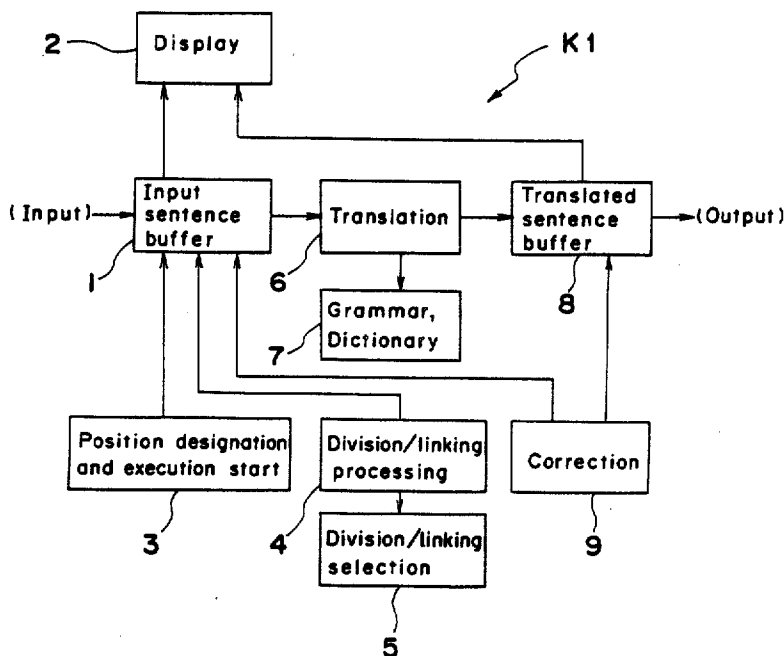 2
Display
K1
(Input)
Input
sentence
buffer
1
Translation
6
Translated
sentence
buffer
8
(Output)
Grammar,
Dictionary
7
Position designation
and execution start
3
Division/linking
processing
4
Correction
9
Division/linking
selection
5